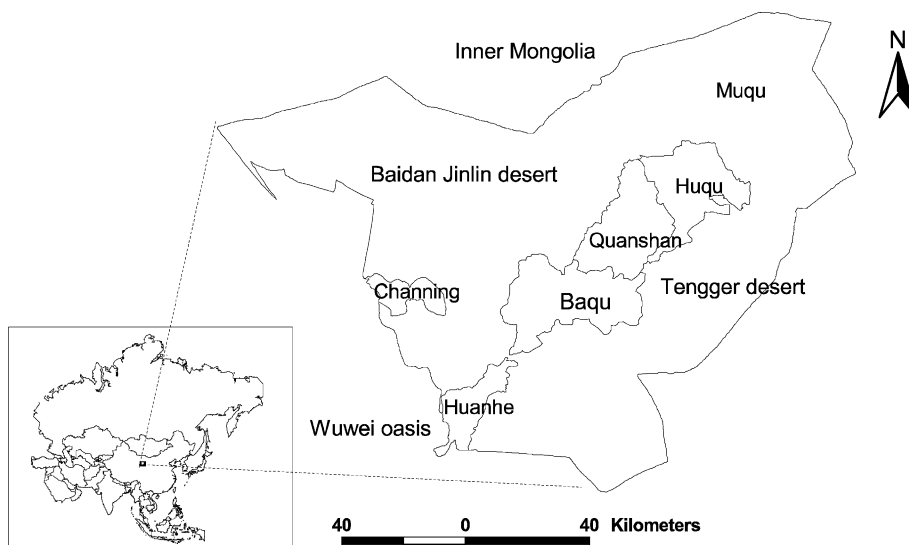 Inner Mongolia
N
Muqu
Baidan Jinlin desert
Huqu
Quanshan
Channing
Baqu
Tengger desert
Huanhe
Wuwei oasis
40 0 40 Kilometers